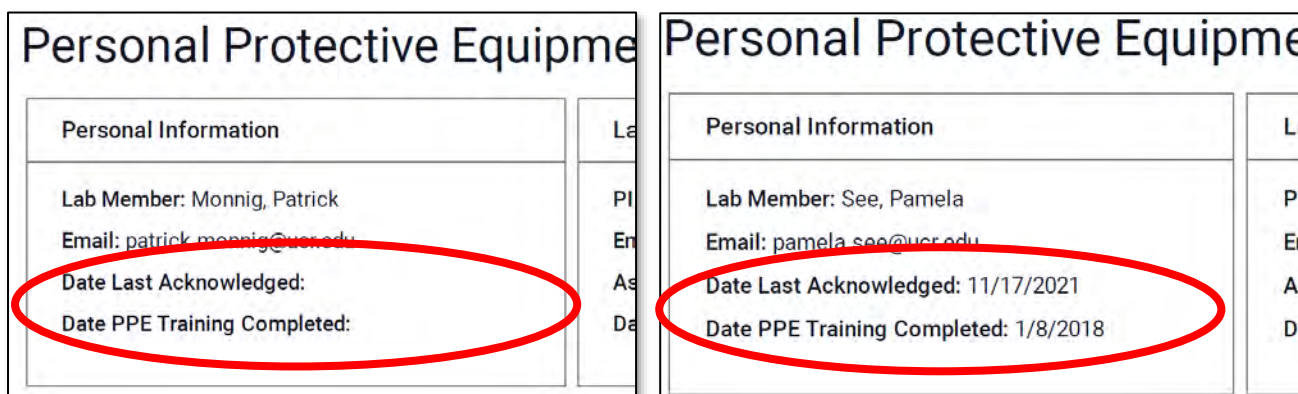 Personal Protective Equipme
Personal Information
La
Lab Member: Monnig, Patrick
PI
Email: patrick.monnig@ucr.edu
Em
Date Last Acknowledged:
As
Date PPE Training Completed:
Da
Personal Protective Equipme
Personal Information
L
Lab Member: See, Pamela
P
Email: pamela.see@ucr.edu
E
Date Last Acknowledged: 11/17/2021
A
Date PPE Training Completed: 1/8/2018
D